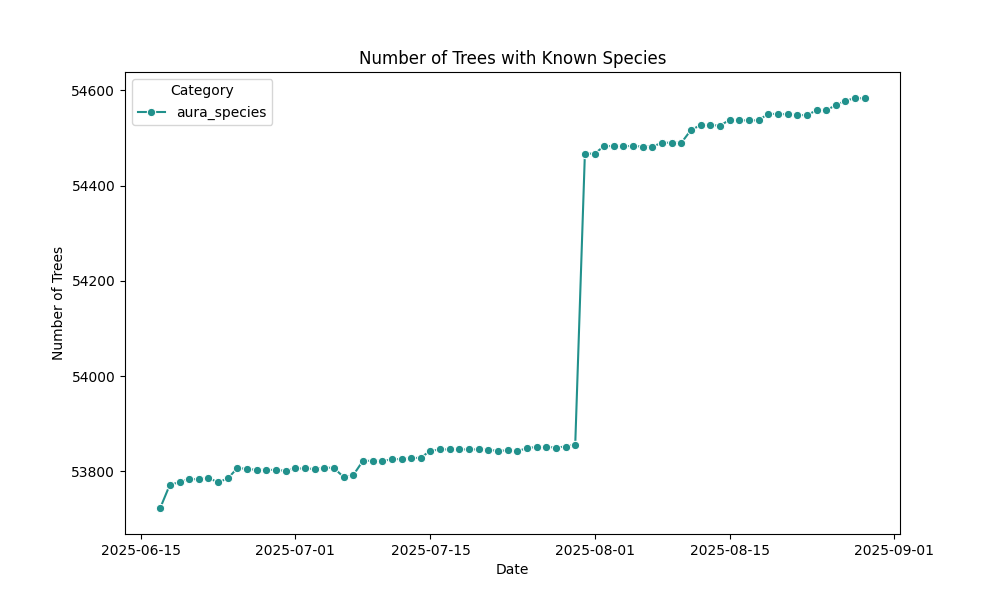 Number of Trees with Known Species
Category
aura_species
54600
54400
54200
54000
53800
Number of Trees
2025-06-15
2025-07-01
2025-07-15
2025-08-01
2025-08-15
2025-09-01
Date